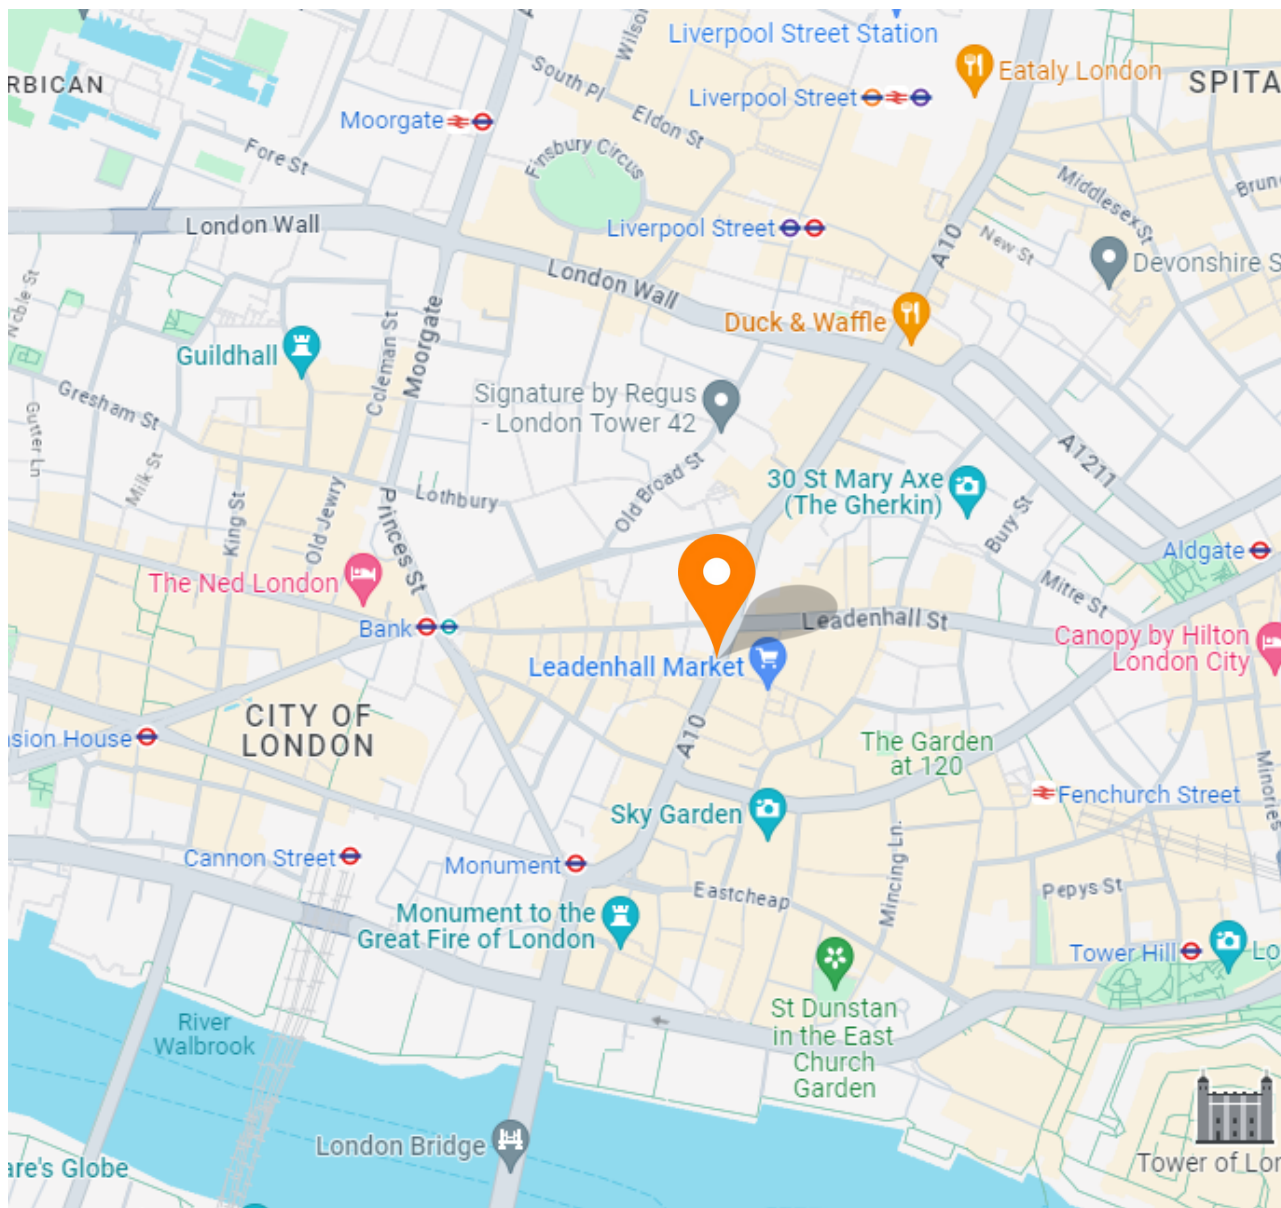 Liverpool Street Station
Eataly London
SPITA
RBICAN
Liverpool Street
Moorgate
South Pl
Wilson
Eldon St
Fore St
Finsbury Circus
Middlesex St
Brun
London Wall
Liverpool Street
A10
New St
Devonshire S
London Wall
Noble St
Moorgate
Duck & Waffle
Guildhall
Coleman St
Signature by Regus
- London Tower 42
Gresham St
Gutter Ln
Milk St
King St
Old Jewry
Princes St
Lothbury
Old Broad St
A1211
30 St Mary Axe
(The Gherkin)
Bury St
Aldgate
The Ned London
Mitre St
Bank
Leadenhall St
Canopy by Hilton
London City
Leadenhall Market
CITY OF
LONDON
sion House
A10
The Garden
at 120
Minories
Fenchurch Street
Sky Garden
Cannon Street
Monument
Mincing Ln.
Eastcheap
Pepys St
Monument to the
Great Fire of London
Tower Hill
Lo
St Dunstan
in the East
Church
Garden
River
Walbrook
London Bridge
are's Globe
Tower of Lon